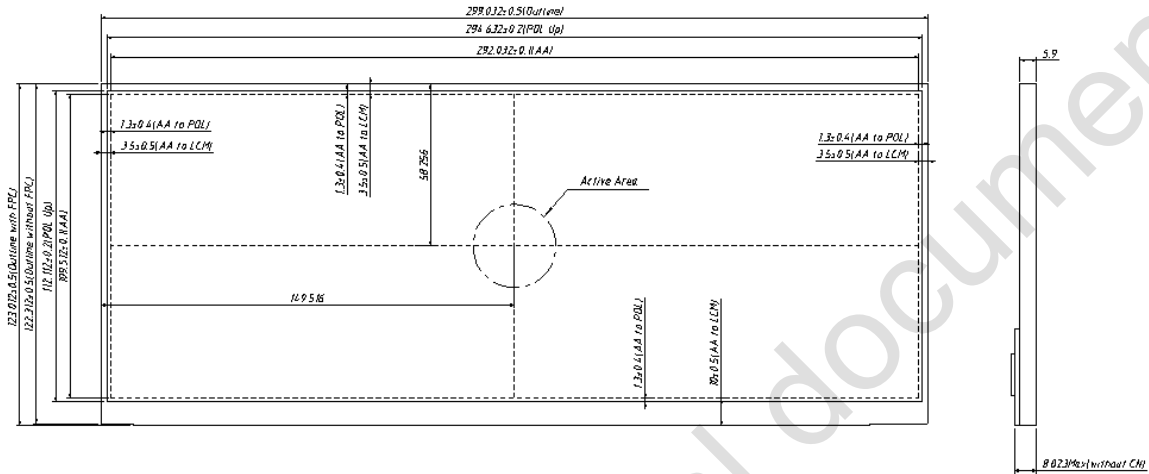 299.032±0.5(Outline)
294.632±0.2(POL Up)
292.032±0.1(AA)
5.9
1.3±0.4(AA to POL)
3.5±0.5(AA to LCM)
1.3±0.4(AA to POL)
3.5±0.5(AA to LCM)
58.256
1.3±0.4(AA to POL)
3.5±0.5(AA to LCM)
Active Area
123.012±0.5(Outline with FPC)
122.312±0.5(Outline without FPC)
112.112±0.2(POL Up)
109.512±0.1(AA)
149.516
1.3±0.4(AA to POL)
10±0.5(AA to LCM)
8.023Max(without CN)
al document